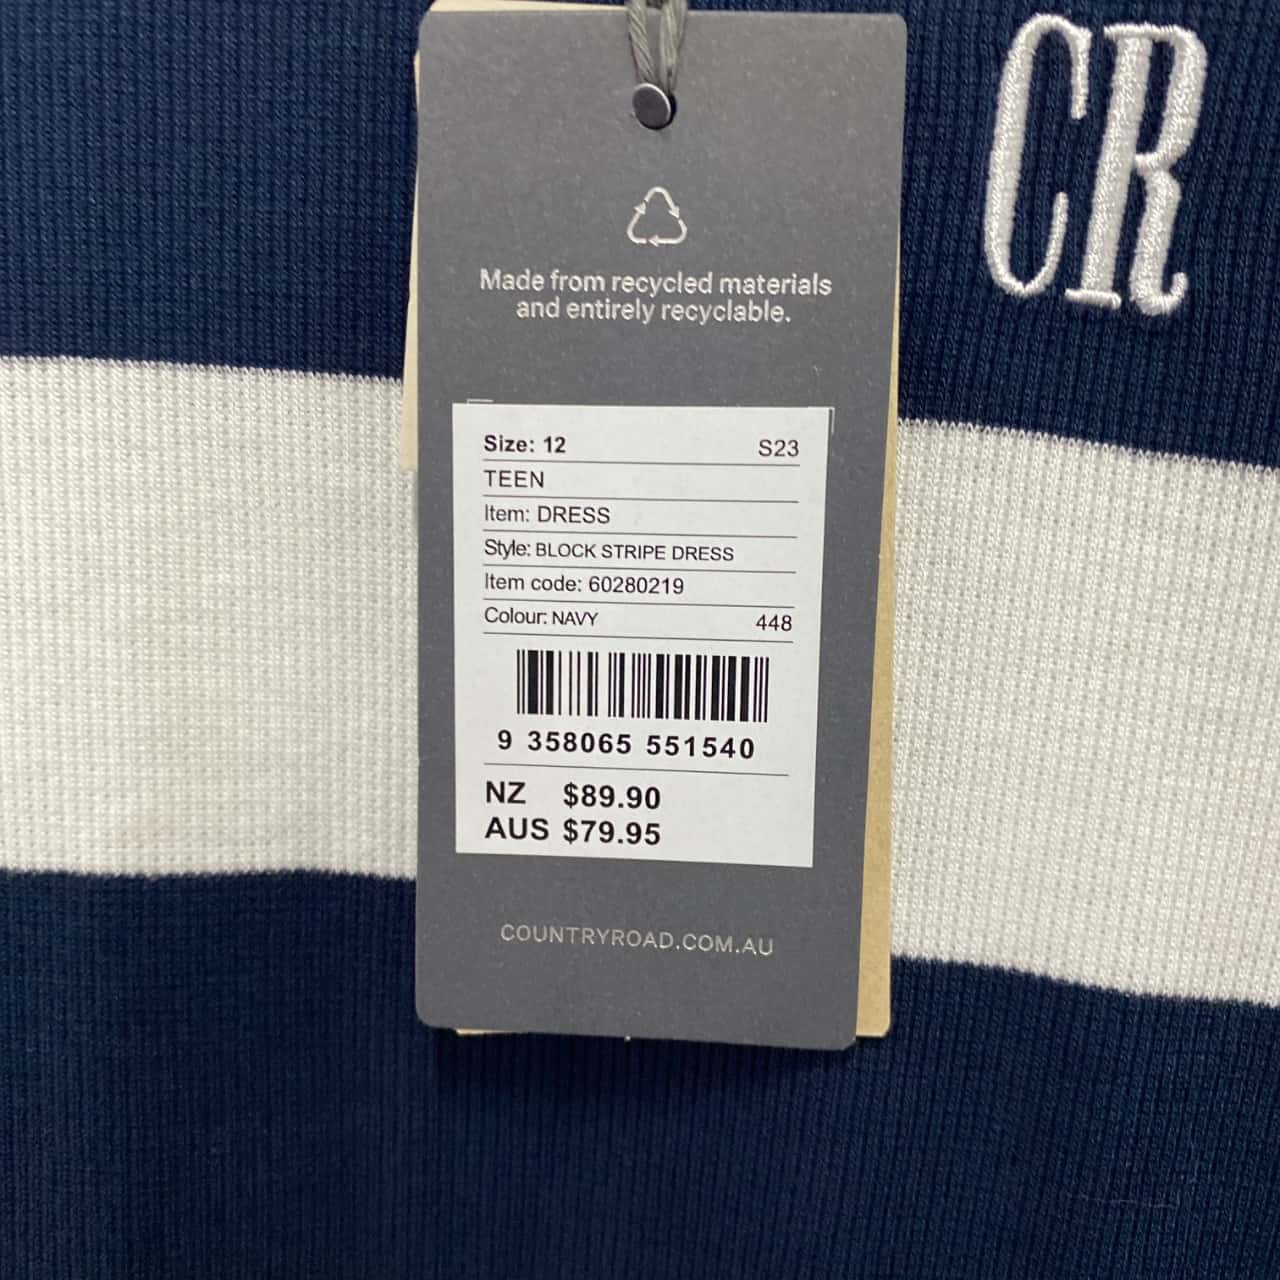 CR
Made from recycled materials
and entirely recyclable.
Size: 12 S23
TEEN
Item: DRESS
Style: BLOCK STRIPE DRESS
Item code: 60280219
Colour: NAVY 448
9 358065 551540
NZ $89.90
AUS $79.95
COUNTRYROAD.COM.AU